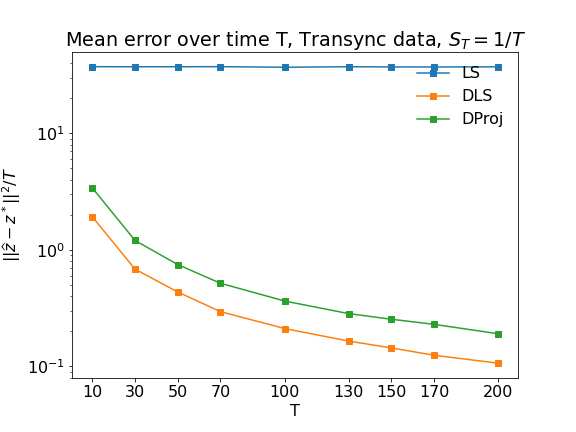 Mean error over time T, Transync data, $S_T = 1/T$
LS
DLS
DProj
$||\hat{z} - z^*||^2/T$
$10^1$
$10^0$
$10^{-1}$
10 30 50 70 100 130 150 170 200
T